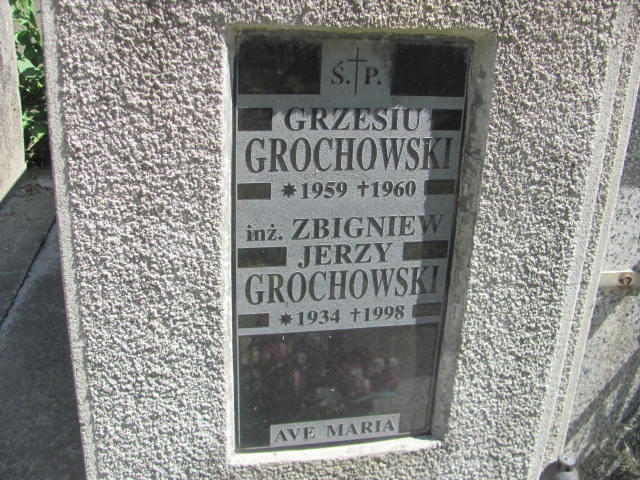 Ś.†P.
GRZESIU
GROCHOWSKI
*1959 †1960
inż. ZBIGNIEW
JERZY
GROCHOWSKI
*1934 †1998
AVE MARIA